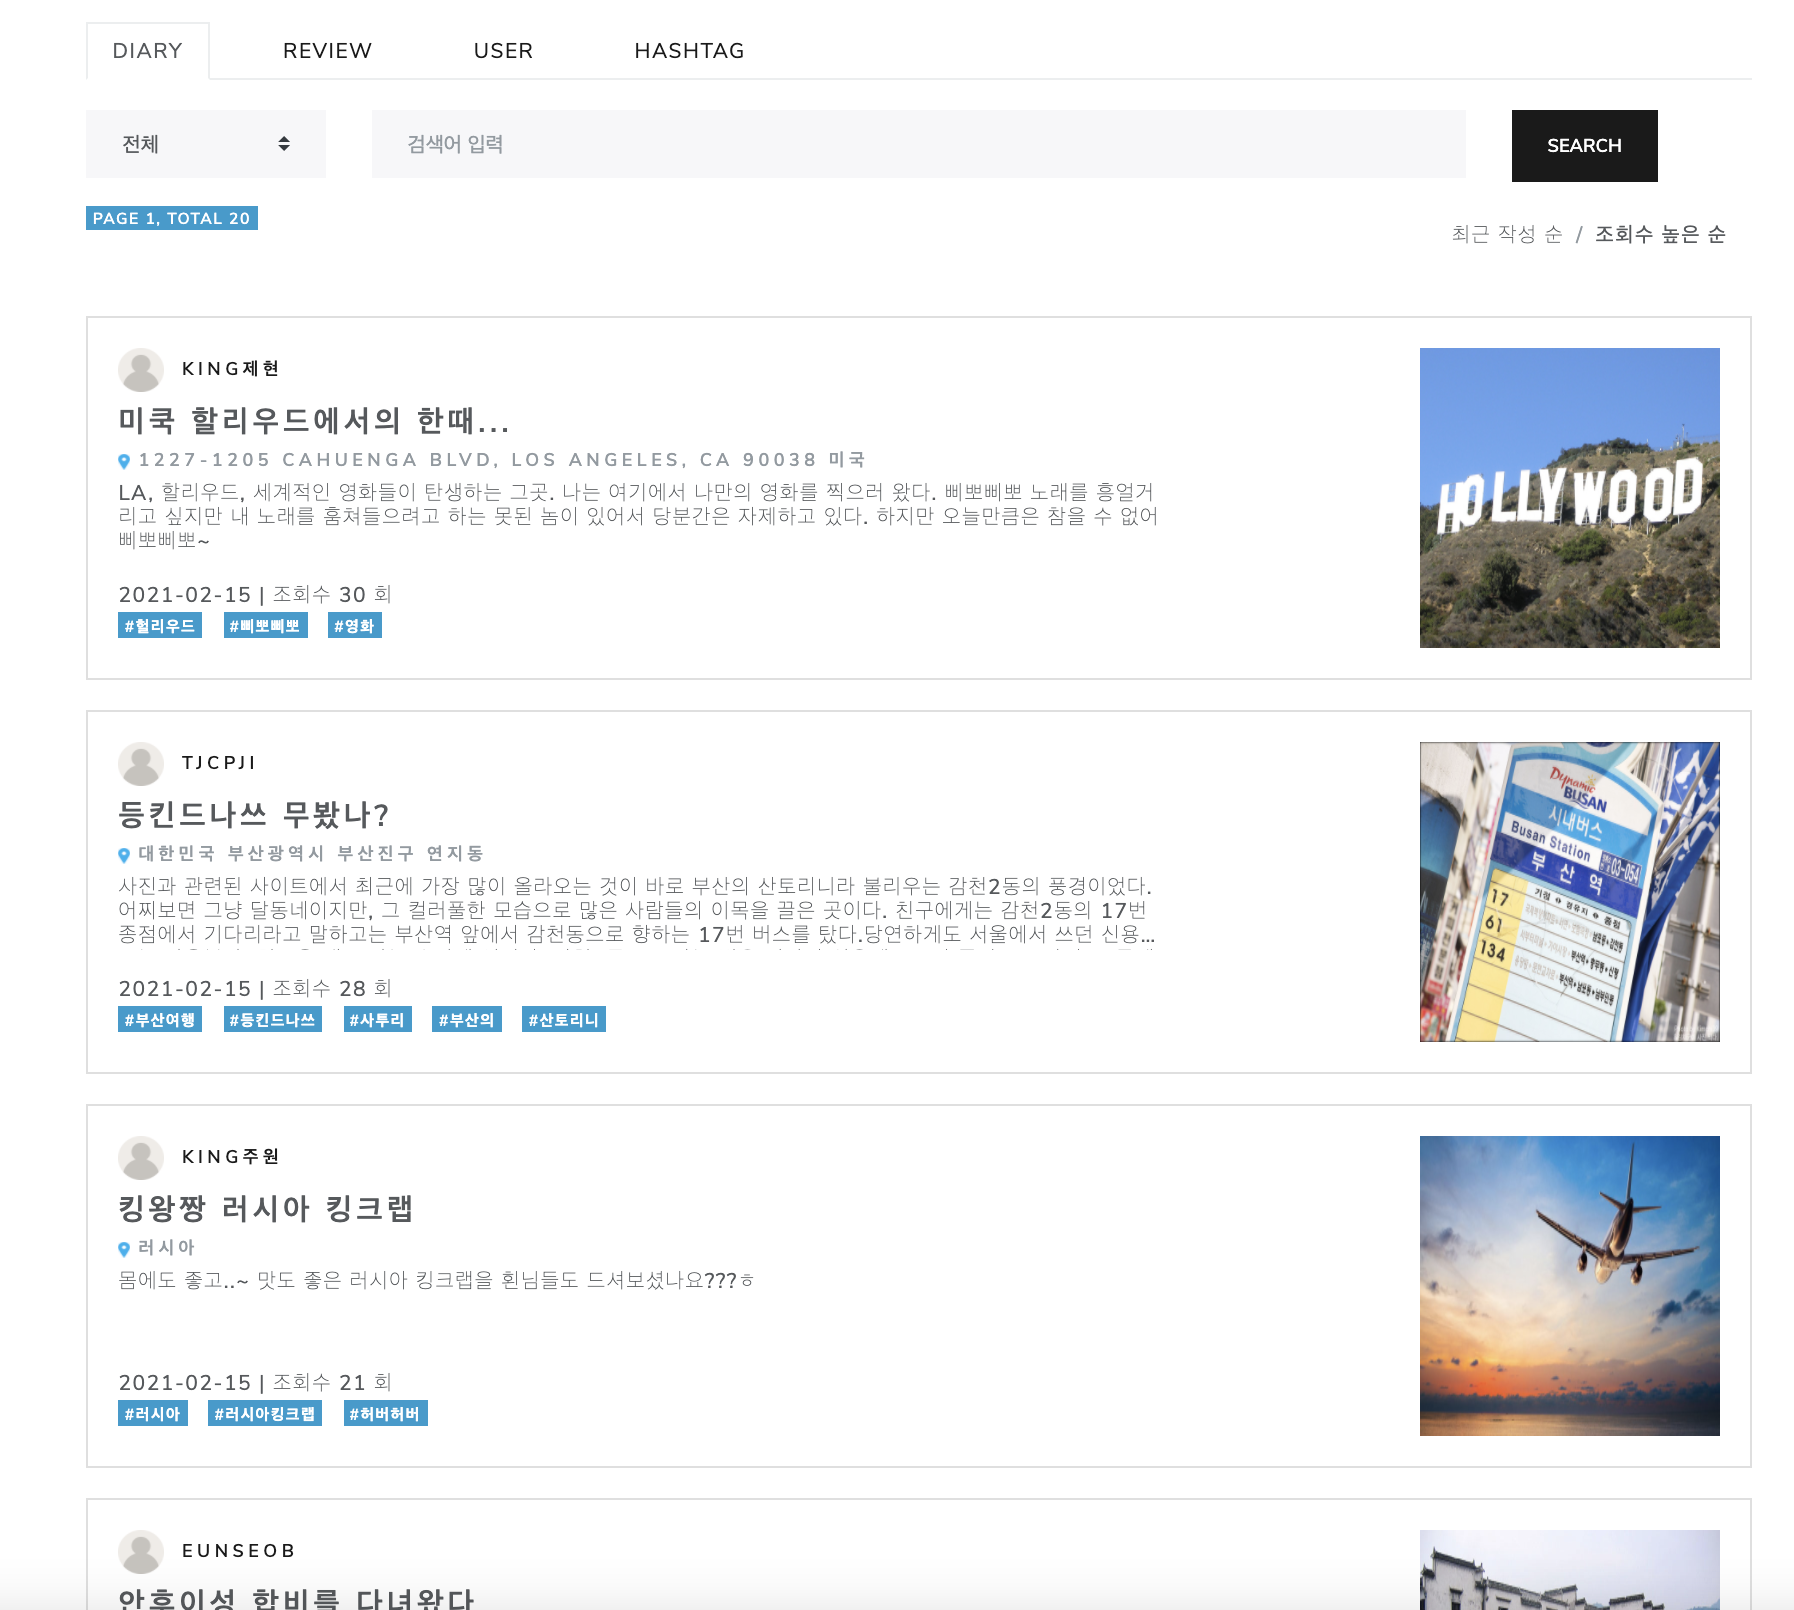 DIARY REVIEW USER HASHTAG
전체 검색어 입력 SEARCH
PAGE 1, TOTAL 20
최근 작성 순 / 조회수 높은 순
KING제현
미쿡 할리우드에서의 한때...
1227-1205 CAHUENGA BLVD, LOS ANGELES, CA 90038 미국
LA, 할리우드, 세계적인 영화들이 탄생하는 그곳. 나는 여기에서 나만의 영화를 찍으러 왔다. 삐뽀삐뽀 노래를 흥얼거
리고 싶지만 내 노래를 훔쳐들으려고 하는 못된 놈이 있어서 당분간은 자제하고 있다. 하지만 오늘만큼은 참을 수 없어
삐뽀삐뽀~
2021-02-15 | 조회수 30 회
#헐리우드 #삐뽀삐뽀 #영화
HOLLYWOOD
TJCPJI
등킨드나쓰 무봤나?
대한민국 부산광역시 부산진구 연지동
사진과 관련된 사이트에서 최근에 가장 많이 올라오는 것이 바로 부산의 산토리니라 불리우는 감천2동의 풍경이었다.
어찌보면 그냥 달동네이지만, 그 컬러풀한 모습으로 많은 사람들의 이목을 끌은 곳이다. 친구에게는 감천2동의 17번
종점에서 기다리라고 말하고는 부산역 앞에서 감천동으로 향하는 17번 버스를 탔다.당연하게도 서울에서 쓰던 신용...
2021-02-15 | 조회수 28 회
#부산여행 #등킨드나쓰 #사투리 #부산의 #산토리니
Dynamic
BUSAN
시내버스
Busan Station
03-054
부산역
기점 경유지 종점
17
61
134
KING주원
킹왕짱 러시아 킹크랩
러시아
몸에도 좋고..~ 맛도 좋은 러시아 킹크랩을 횐님들도 드셔보셨나요???ㅎ
2021-02-15 | 조회수 21 회
#러시아 #러시아킹크랩 #허버허버
EUNSEOB
안후이성 합비를 다녀왔다